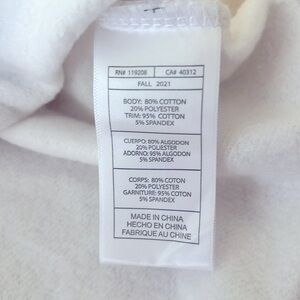 RN# 119208 CA# 40312
FALL 2021
BODY: 80% COTTON
20% POLYESTER
TRIM: 95% COTTON
5% SPANDEX
CUERPO: 80% ALGODON
20% POLIESTER
ADORNO: 95% ALGODON
5% SPANDEX
CORPS: 80% COTON
20% POLYESTER
GARNITURE: 95% COTON
5% SPANDEX
MADE IN CHINA
HECHO EN CHINA
FABRIQUE AU CHINE